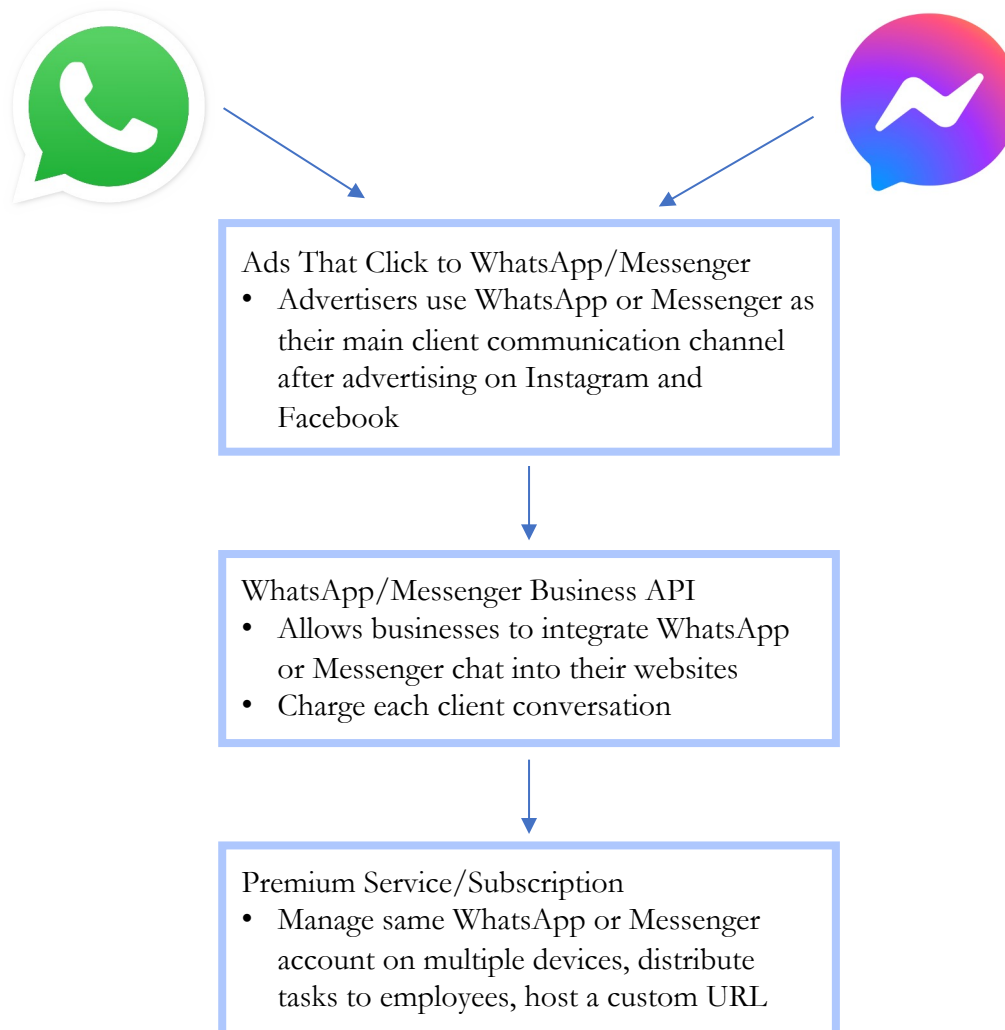 Ads That Click to WhatsApp/Messenger
• Advertisers use WhatsApp or Messenger as
their main client communication channel
after advertising on Instagram and
Facebook
WhatsApp/Messenger Business API
• Allows businesses to integrate WhatsApp
or Messenger chat into their websites
• Charge each client conversation
Premium Service/Subscription
• Manage same WhatsApp or Messenger
account on multiple devices, distribute
tasks to employees, host a custom URL